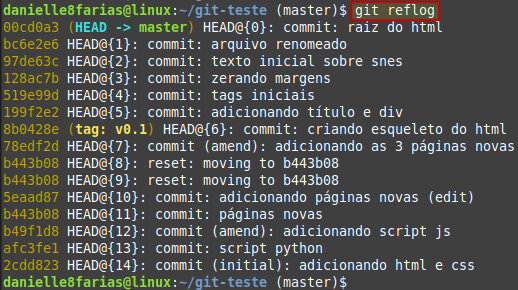 danielle8farias@linux:~/git-teste (master)$ git reflog
00cd0a3 (HEAD -> master) HEAD@{0}: commit: raiz do html
bc6e2e6 HEAD@{1}: commit: arquivo renomeado
97de63c HEAD@{2}: commit: texto inicial sobre snes
128ac7b HEAD@{3}: commit: zerando margens
519e99d HEAD@{4}: commit: tags iniciais
199f2e2 HEAD@{5}: commit: adicionando título e div
8b0428e (tag: v0.1) HEAD@{6}: commit: criando esqueleto do html
78edf2d HEAD@{7}: commit (amend): adicionando as 3 páginas novas
b443b08 HEAD@{8}: reset: moving to b443b08
b443b08 HEAD@{9}: reset: moving to b443b08
5eaad87 HEAD@{10}: commit: adicionando páginas novas (edit)
b443b08 HEAD@{11}: commit: páginas novas
b49f1d8 HEAD@{12}: commit (amend): adicionando script js
afc3fe1 HEAD@{13}: commit: script python
2cdd823 HEAD@{14}: commit (initial): adicionando html e css
danielle8farias@linux:~/git-teste (master)$